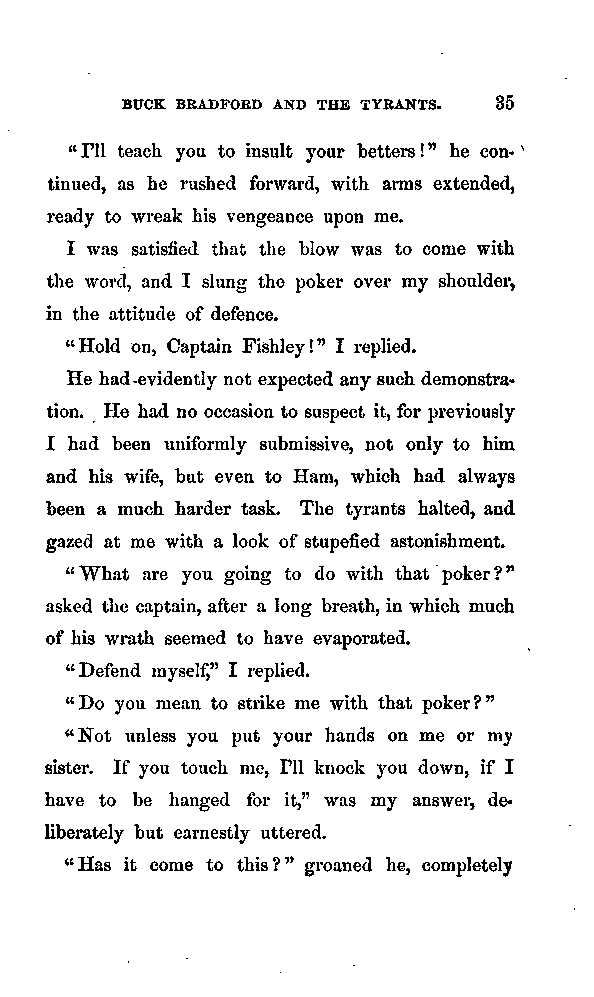 BUCK BRADFORD AND THE TYRANTS. 35
"I'll teach you to insult your betters!" he con-
tinued, as he rushed forward, with arms extended,
ready to wreak his vengeance upon me.
I was satisfied that the blow was to come with
the word, and I slung the poker over my shoulder,
in the attitude of defence.
"Hold on, Captain Fishley!" I replied.
He had evidently not expected any such demonstra-
tion. He had no occasion to suspect it, for previously
I had been uniformly submissive, not only to him
and his wife, but even to Ham, which had always
been a much harder task. The tyrants halted, and
gazed at me with a look of stupefied astonishment.
"What are you going to do with that poker?"
asked the captain, after a long breath, in which much
of his wrath seemed to have evaporated.
"Defend myself," I replied.
"Do you mean to strike me with that poker?"
"Not unless you put your hands on me or my
sister. If you touch me, I'll knock you down, if I
have to be hanged for it," was my answer, de-
liberately but earnestly uttered.
"Has it come to this?" groaned he, completely